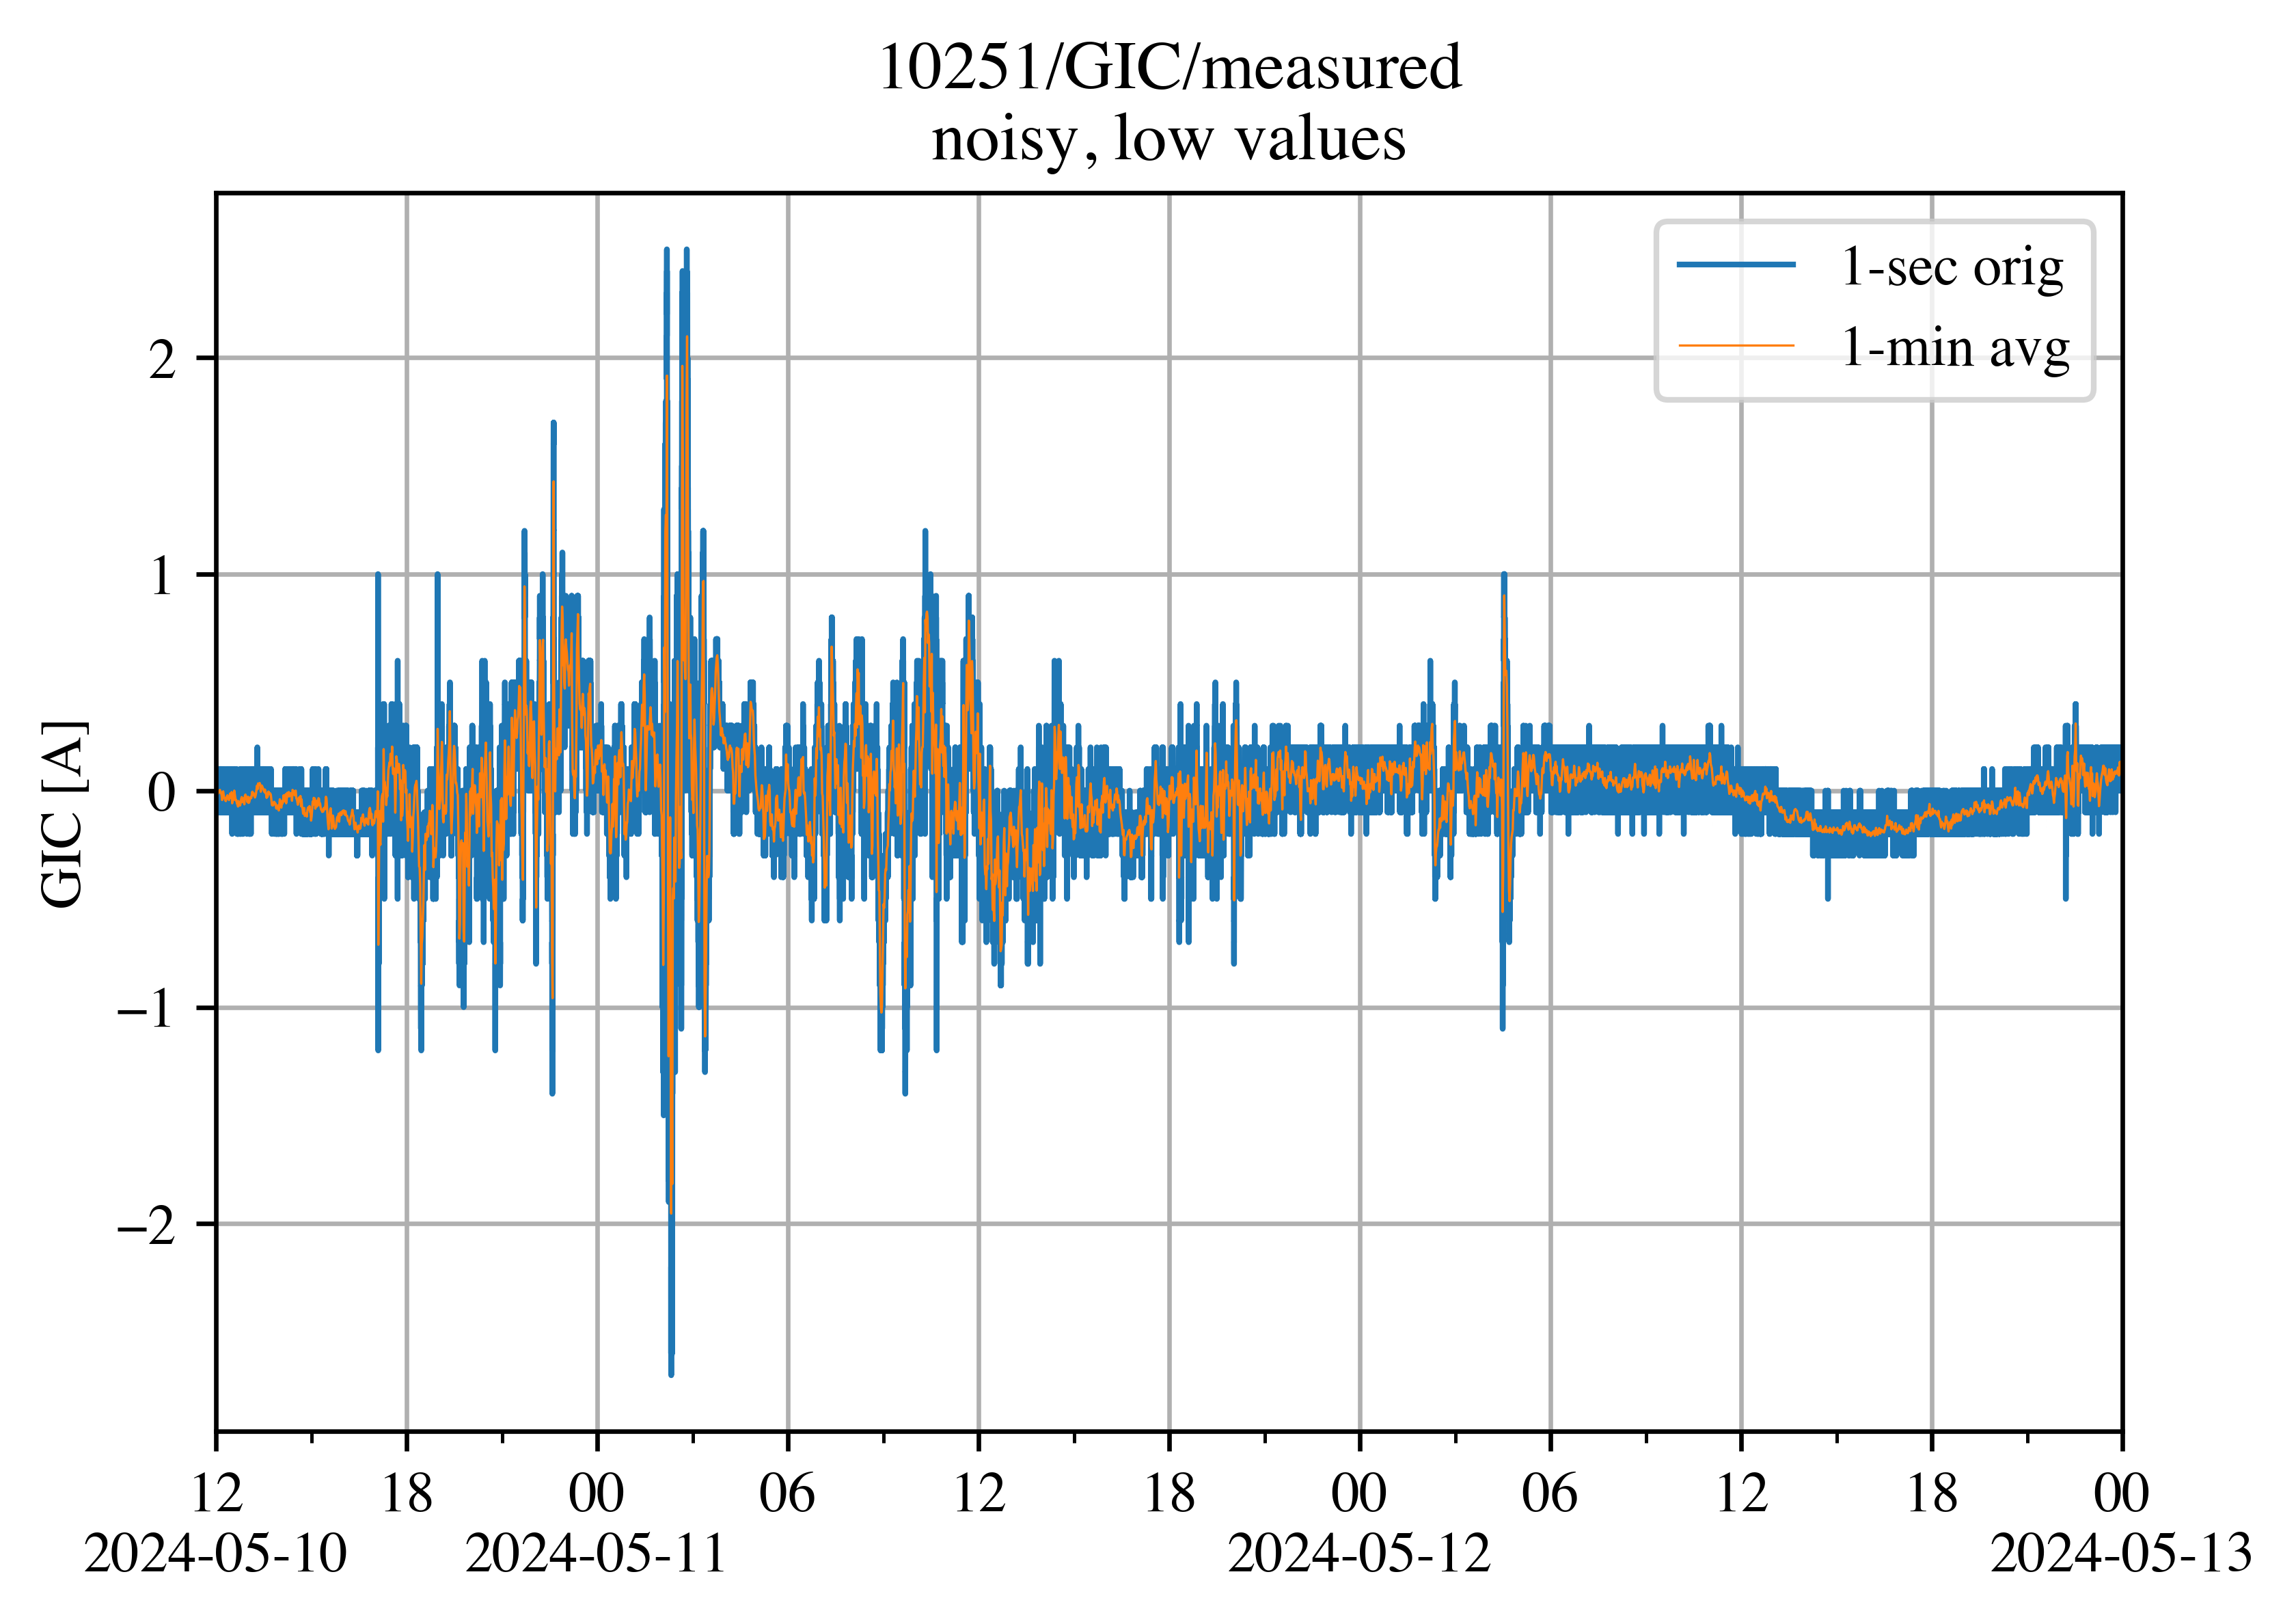 10251/GIC/measured
noisy, low values
1-sec orig
1-min avg
GIC [A]
2
1
0
−1
−2
12 18 00 06 12 18 00 06 12 18 00
2024-05-10 2024-05-11 2024-05-12 2024-05-13